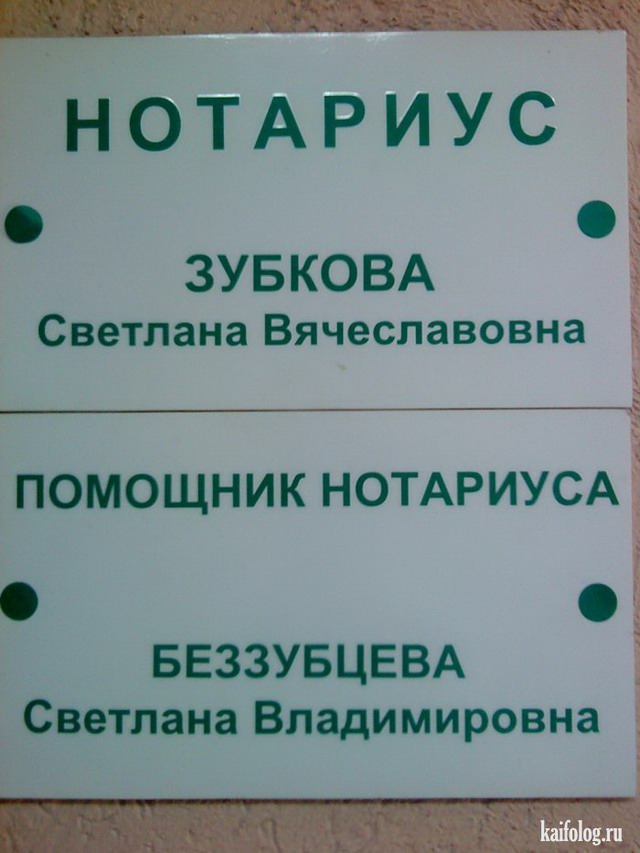 НОТАРИУС
ЗУБКОВА
Светлана Вячеславовна
ПОМОЩНИК НОТАРИУСА
БЕЗЗУБЦЕВА
Светлана Владимировна
kaifolog.ru